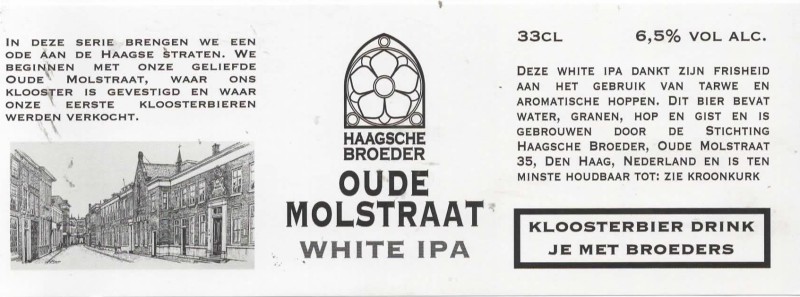 IN DEZE SERIE BRENGEN WE EEN
ODE AAN DE HAAGSE STRATEN. WE
BEGINNEN MET ONZE GELIEFDE
OUDE MOLSTRAAT, WAAR ONS
KLOOSTER IS GEVESTIGD EN WAAR
ONZE EERSTE KLOOSTERBIEREN
WERDEN VERKOCHT.
HAAGSCHE
BROEDER
OUDE
MOLSTRAAT
WHITE IPA
33CL 6,5% VOL ALC.
DEZE WHITE IPA DANKT ZIJN FRISHEID
AAN HET GEBRUIK VAN TARWE EN
AROMATISCHE HOPPEN. DIT BIER BEVAT
WATER, GRANEN, HOP EN GIST EN IS
GEBROUWEN DOOR DE STICHTING
HAAGSCHE BROEDER, OUDE MOLSTRAAT
35, DEN HAAG, NEDERLAND EN IS TEN
MINSTE HOUDBAAR TOT: ZIE KROONKURK
KLOOSTERBIER DRINK
JE MET BROEDERS